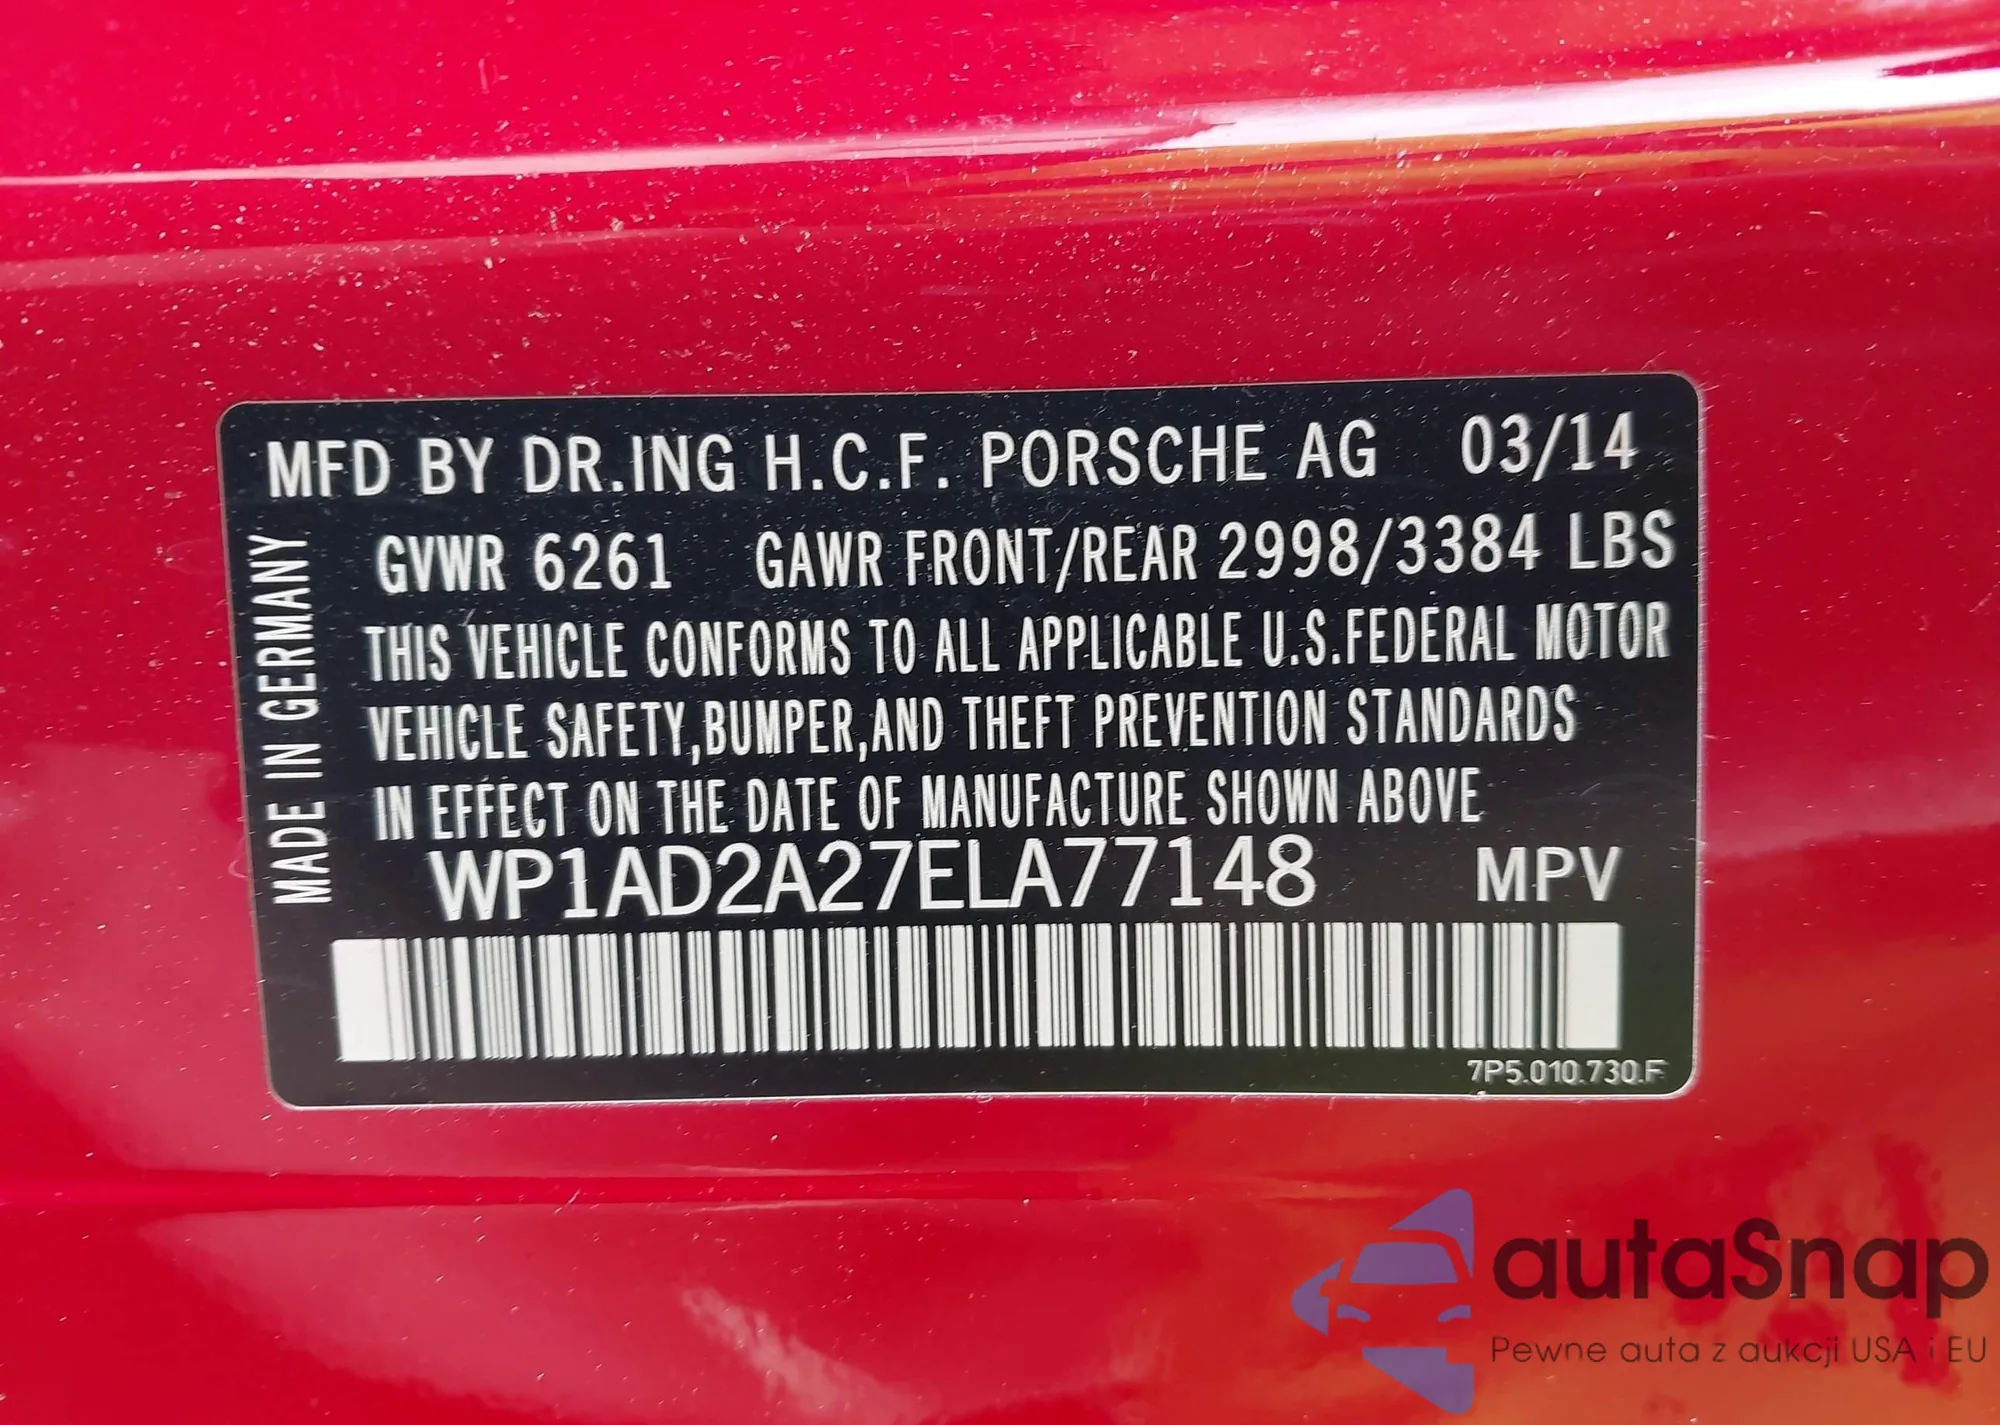 MFD BY DR.ING H.C.F. PORSCHE AG 03/14
GVWR 6261 GAWR FRONT/REAR 2998/3384 LBS
THIS VEHICLE CONFORMS TO ALL APPLICABLE U.S.FEDERAL MOTOR
VEHICLE SAFETY,BUMPER,AND THEFT PREVENTION STANDARDS
IN EFFECT ON THE DATE OF MANUFACTURE SHOWN ABOVE
WP1AD2A27ELA77148 MPV
MADE IN GERMANY
7P5.010.730.F
autaSnap
Pewne auta z aukcji USA i EU